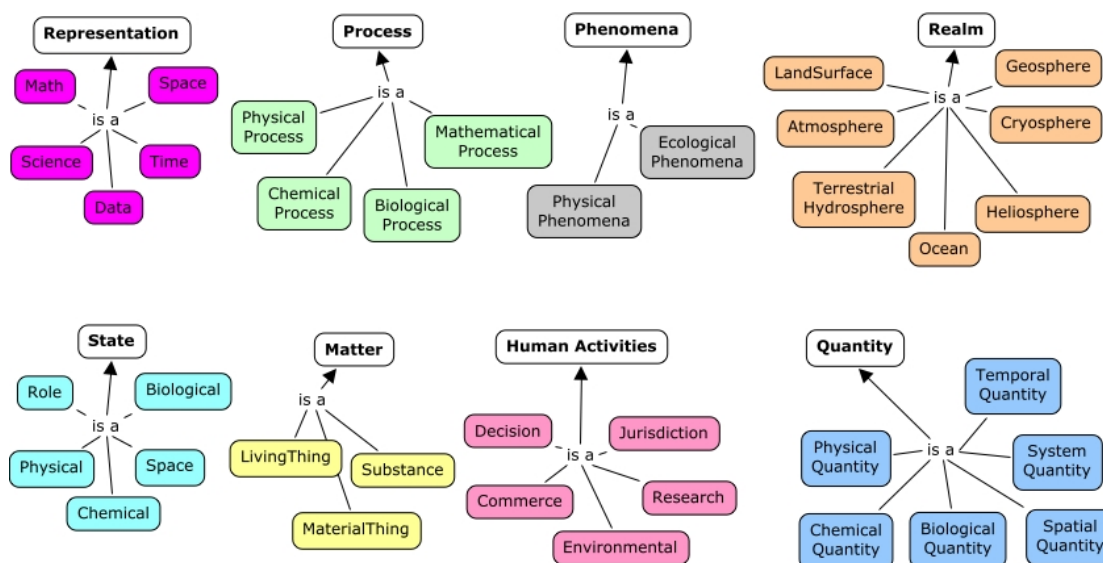 Representation
Math
Space
is a
Science
Time
Data
Process
is a
Physical
Process
Mathematical
Process
Chemical
Process
Biological
Process
Phenomena
is a
Ecological
Phenomena
Physical
Phenomena
Realm
LandSurface
Geosphere
is a
Atmosphere
Cryosphere
Terrestrial
Hydrosphere
Heliosphere
Ocean
State
Role
Biological
is a
Physical
Space
Chemical
Matter
is a
LivingThing
Substance
MaterialThing
Human Activities
Decision
Jurisdiction
is a
Commerce
Research
Environmental
Quantity
Temporal
Quantity
Physical
Quantity
is a
System
Quantity
Chemical
Quantity
Biological
Quantity
Spatial
Quantity